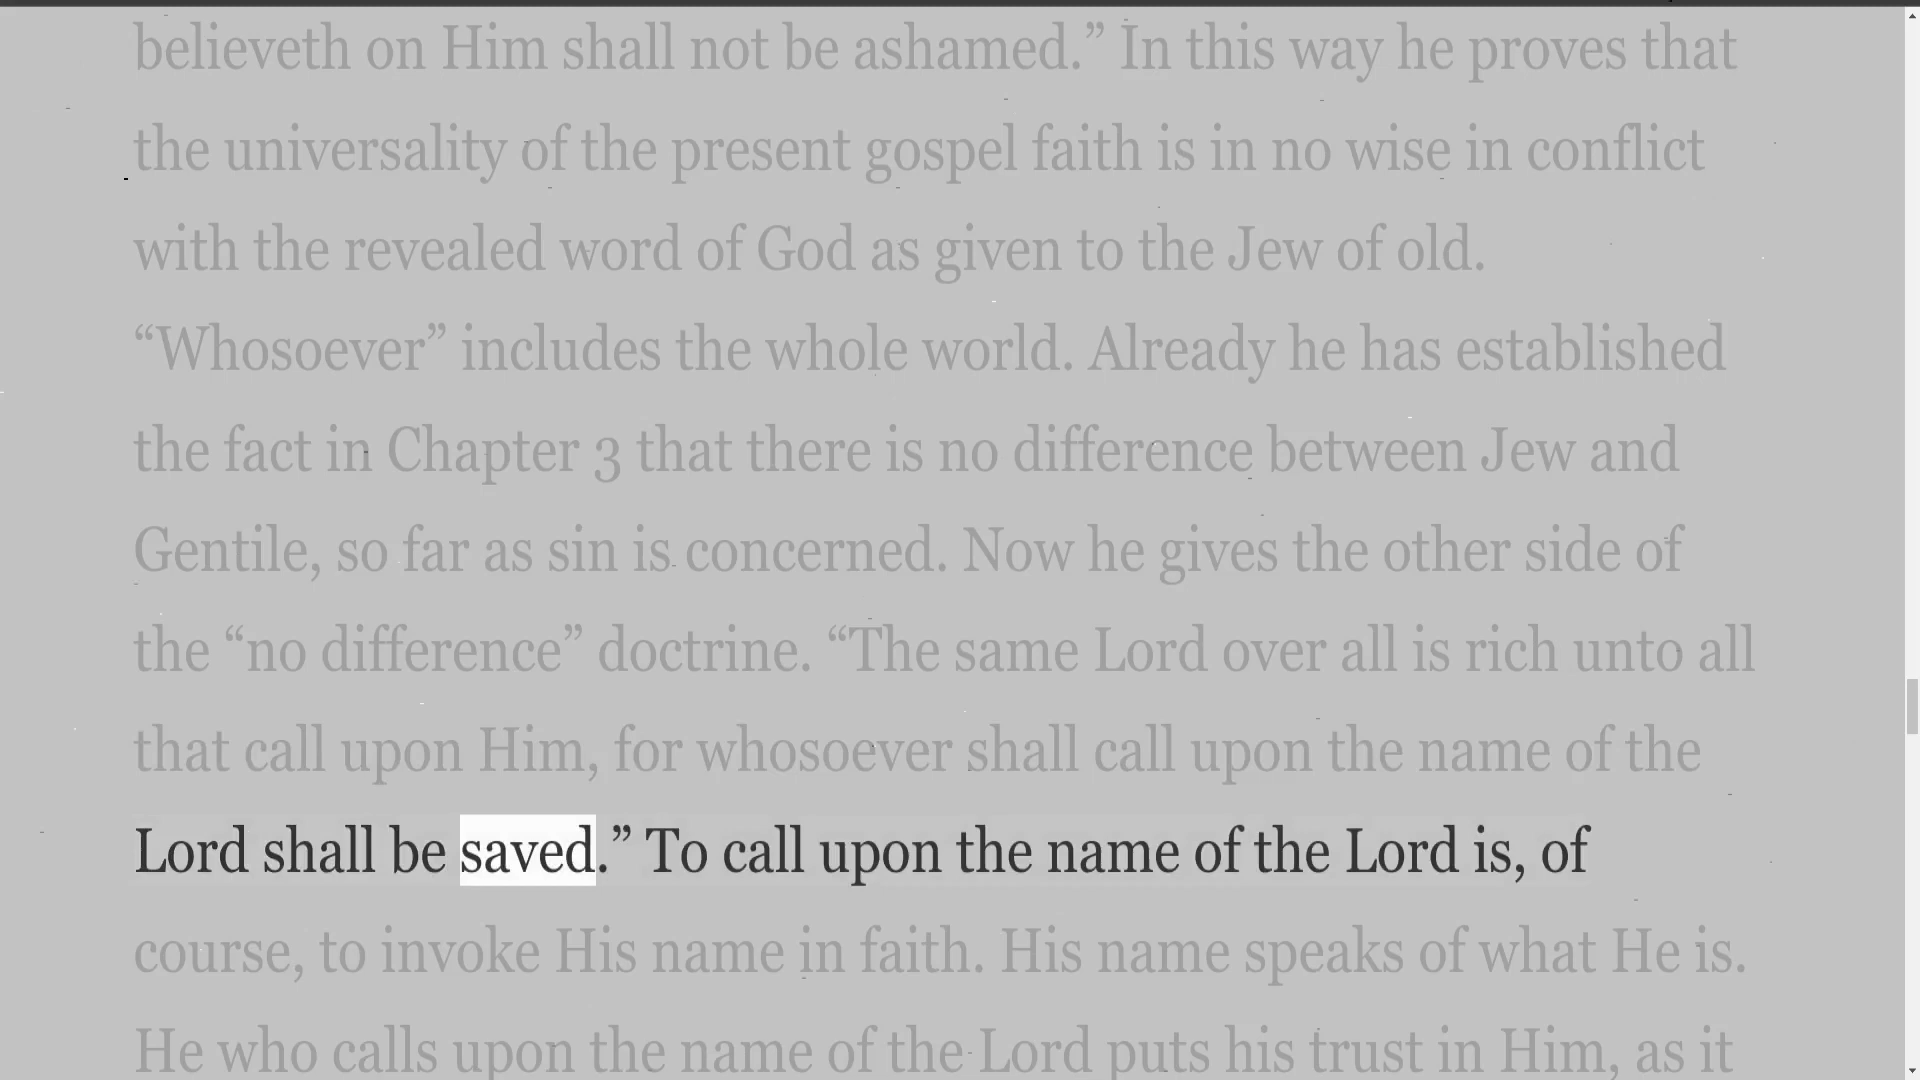 believeth on Him shall not be ashamed.” In this way he proves that
the universality of the present gospel faith is in no wise in conflict
with the revealed word of God as given to the Jew of old.
“Whosoever” includes the whole world. Already he has established
the fact in Chapter 3 that there is no difference between Jew and
Gentile, so far as sin is concerned. Now he gives the other side of
the “no difference” doctrine. “The same Lord over all is rich unto all
that call upon Him, for whosoever shall call upon the name of the
Lord shall be saved.” To call upon the name of the Lord is, of
course, to invoke His name in faith. His name speaks of what He is.
He who calls upon the name of the Lord puts his trust in Him, as it